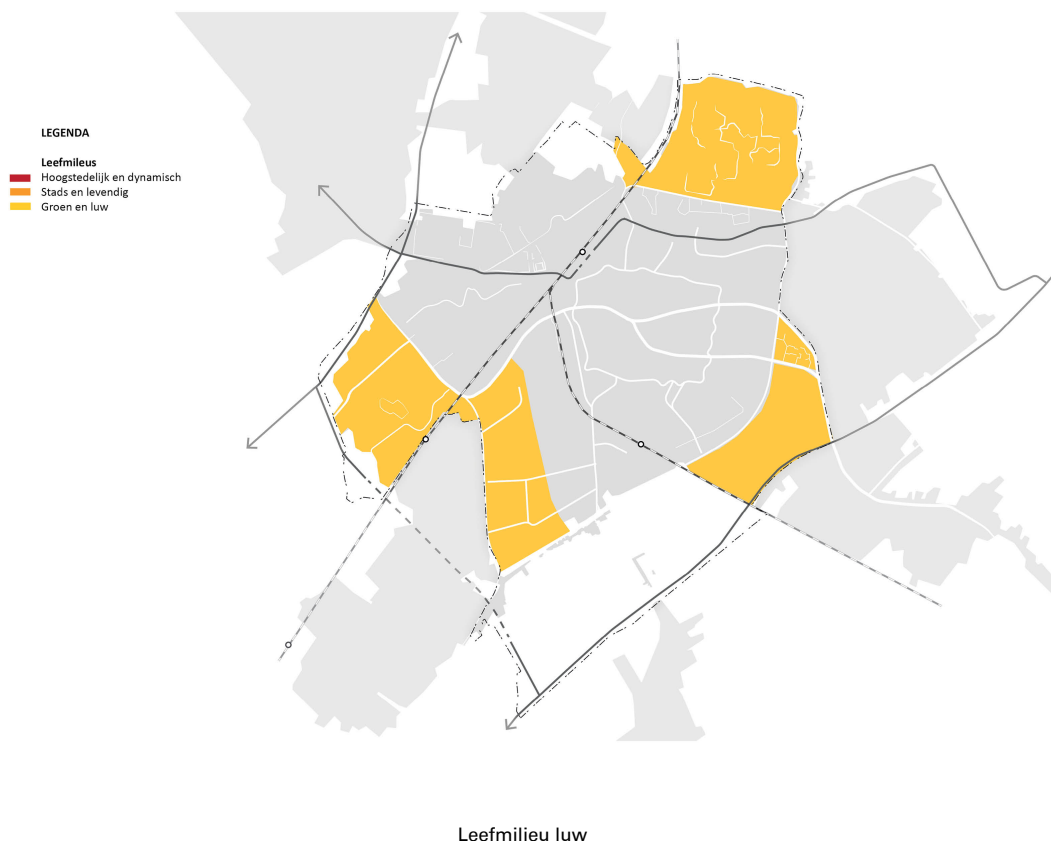 LEGENDA
Leefmileus
Hoogstedelijk en dynamisch
Stads en levendig
Groen en luw
Leefmilieu luw